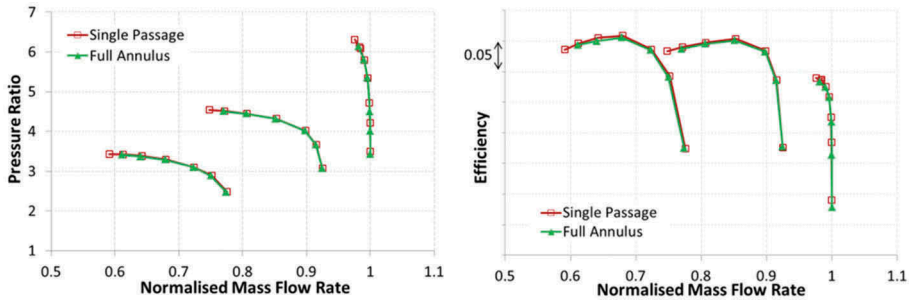 7
6
5
4
3
2
1
Pressure Ratio
Single Passage
Full Annulus
0.5 0.6 0.7 0.8 0.9 1 1.1
Normalised Mass Flow Rate
0.05
Efficiency
Single Passage
Full Annulus
0.5 0.6 0.7 0.8 0.9 1 1.1
Normalised Mass Flow Rate